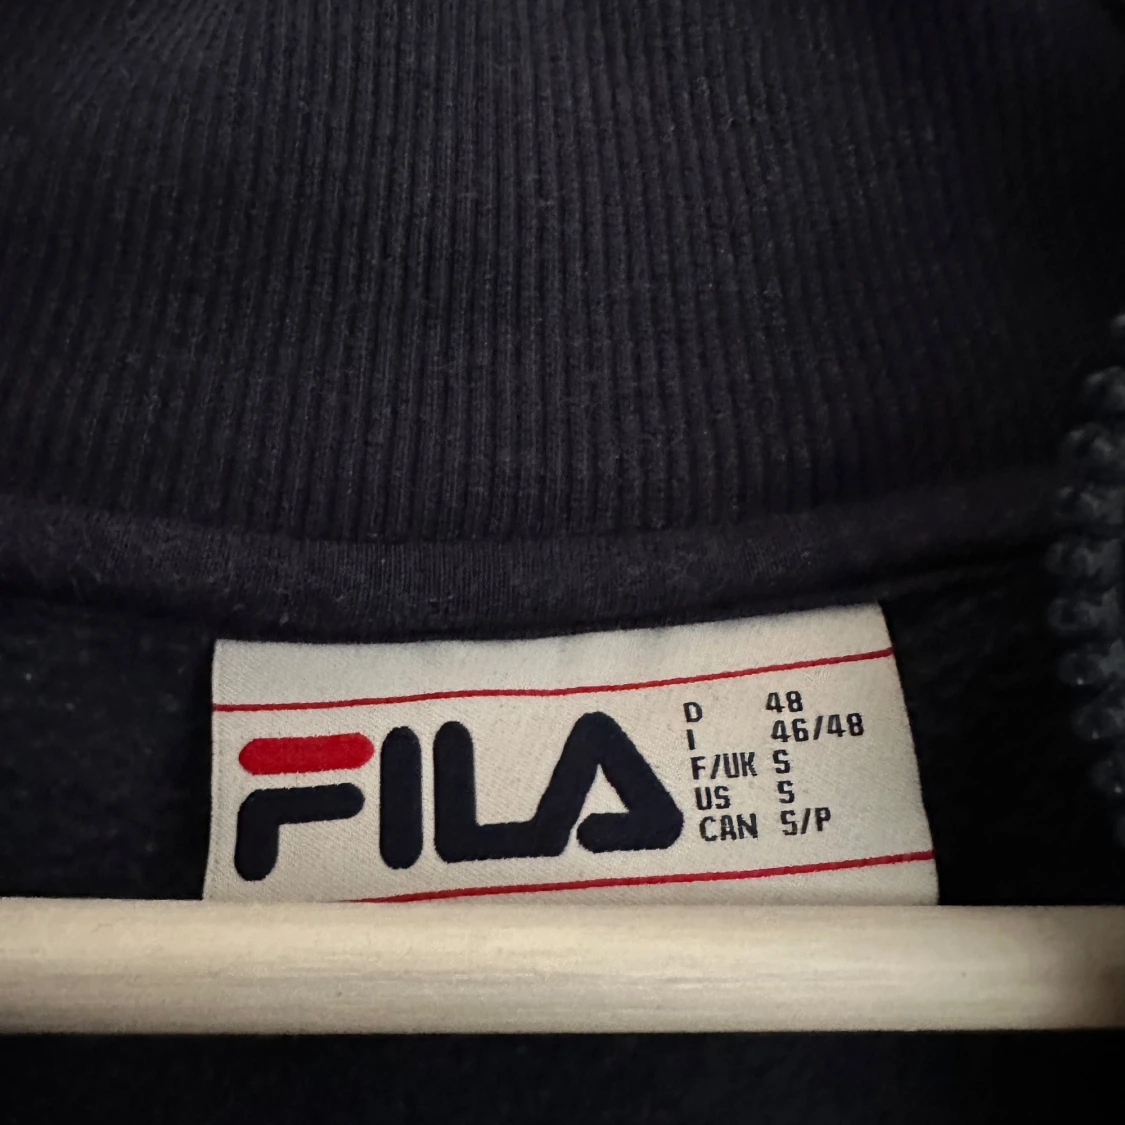 FILA
D 48
I 46/48
F/UK S
US S
CAN S/P